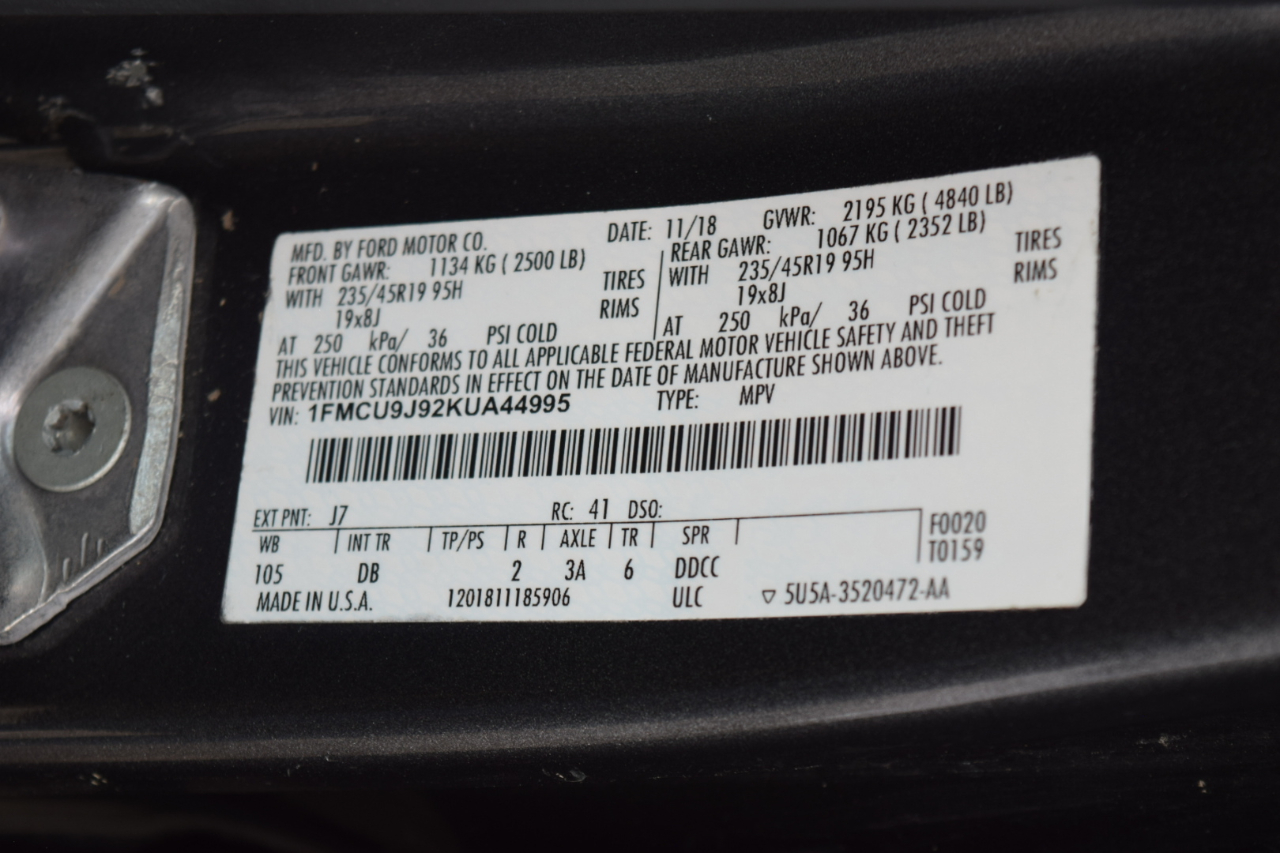 MFD. BY FORD MOTOR CO. DATE: 11/18 GVWR: 2195 KG ( 4840 LB)
FRONT GAWR: 1134 KG ( 2500 LB) REAR GAWR: 1067 KG ( 2352 LB)
WITH 235/45R19 95H TIRES WITH 235/45R19 95H TIRES
19x8J RIMS 19x8J RIMS
AT 250 kPa/ 36 PSI COLD AT 250 kPa/ 36 PSI COLD
THIS VEHICLE CONFORMS TO ALL APPLICABLE FEDERAL MOTOR VEHICLE SAFETY AND THEFT
PREVENTION STANDARDS IN EFFECT ON THE DATE OF MANUFACTURE SHOWN ABOVE.
VIN: 1FMCU9J92KUA44995 TYPE: MPV
EXT PNT: J7 RC: 41 DSO:
WB INT TR TP/PS R AXLE TR SPR F0020
T0159
105 DB 2 3A 6 DDCC
MADE IN U.S.A. 1201811185906 ULC ▽ 5U5A-3520472-AA